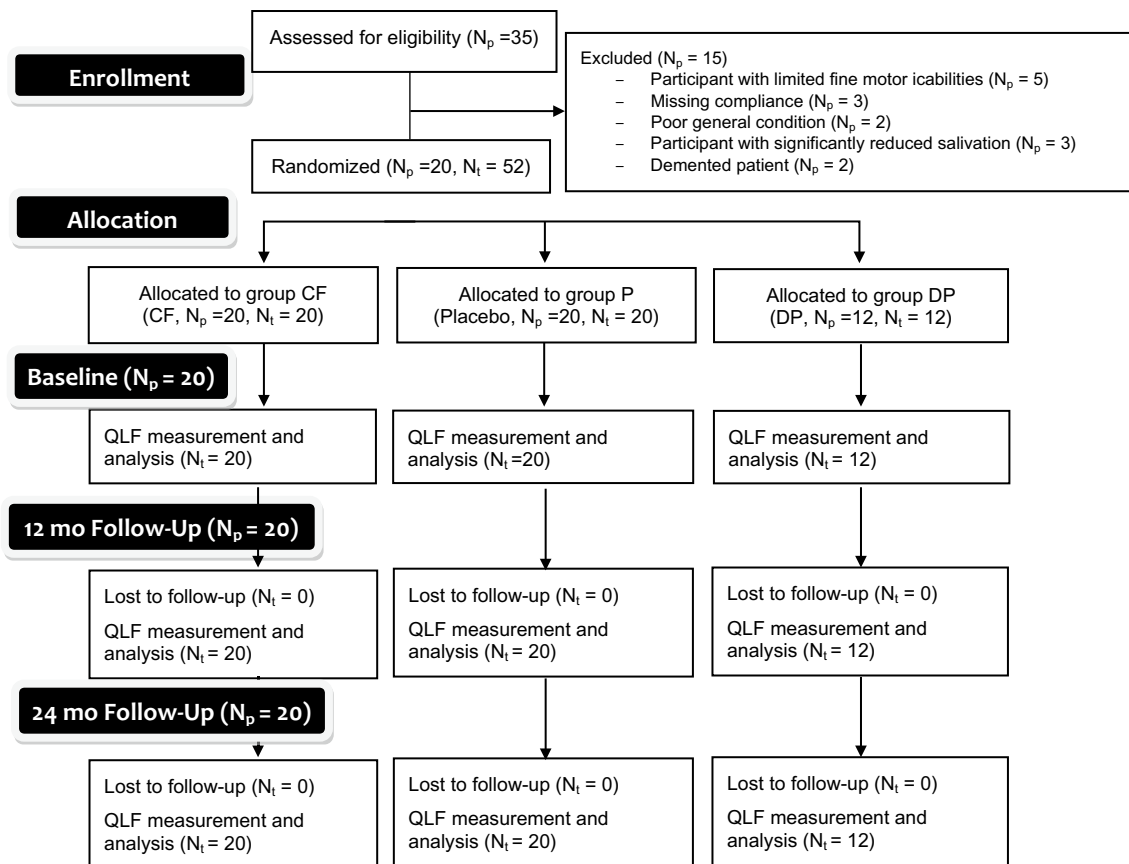 Assessed for eligibility (Np =35)
Enrollment
Excluded (Np = 15)
– Participant with limited fine motor icabilities (Np = 5)
– Missing compliance (Np = 3)
– Poor general condition (Np = 2)
– Participant with significantly reduced salivation (Np = 3)
– Demented patient (Np = 2)
Randomized (Np =20, Nt = 52)
Allocation
Allocated to group CF
(CF, Np =20, Nt = 20)
Allocated to group P
(Placebo, Np =20, Nt = 20)
Allocated to group DP
(DP, Np =12, Nt = 12)
Baseline (Np = 20)
QLF measurement and
analysis (Nt = 20)
QLF measurement and
analysis (Nt =20)
QLF measurement and
analysis (Nt = 12)
12 mo Follow-Up (Np = 20)
Lost to follow-up (Nt = 0)
QLF measurement and
analysis (Nt = 20)
Lost to follow-up (Nt = 0)
QLF measurement and
analysis (Nt = 20)
Lost to follow-up (Nt = 0)
QLF measurement and
analysis (Nt = 12)
24 mo Follow-Up (Np = 20)
Lost to follow-up (Nt = 0)
QLF measurement and
analysis (Nt = 20)
Lost to follow-up (Nt = 0)
QLF measurement and
analysis (Nt = 20)
Lost to follow-up (Nt = 0)
QLF measurement and
analysis (Nt = 12)